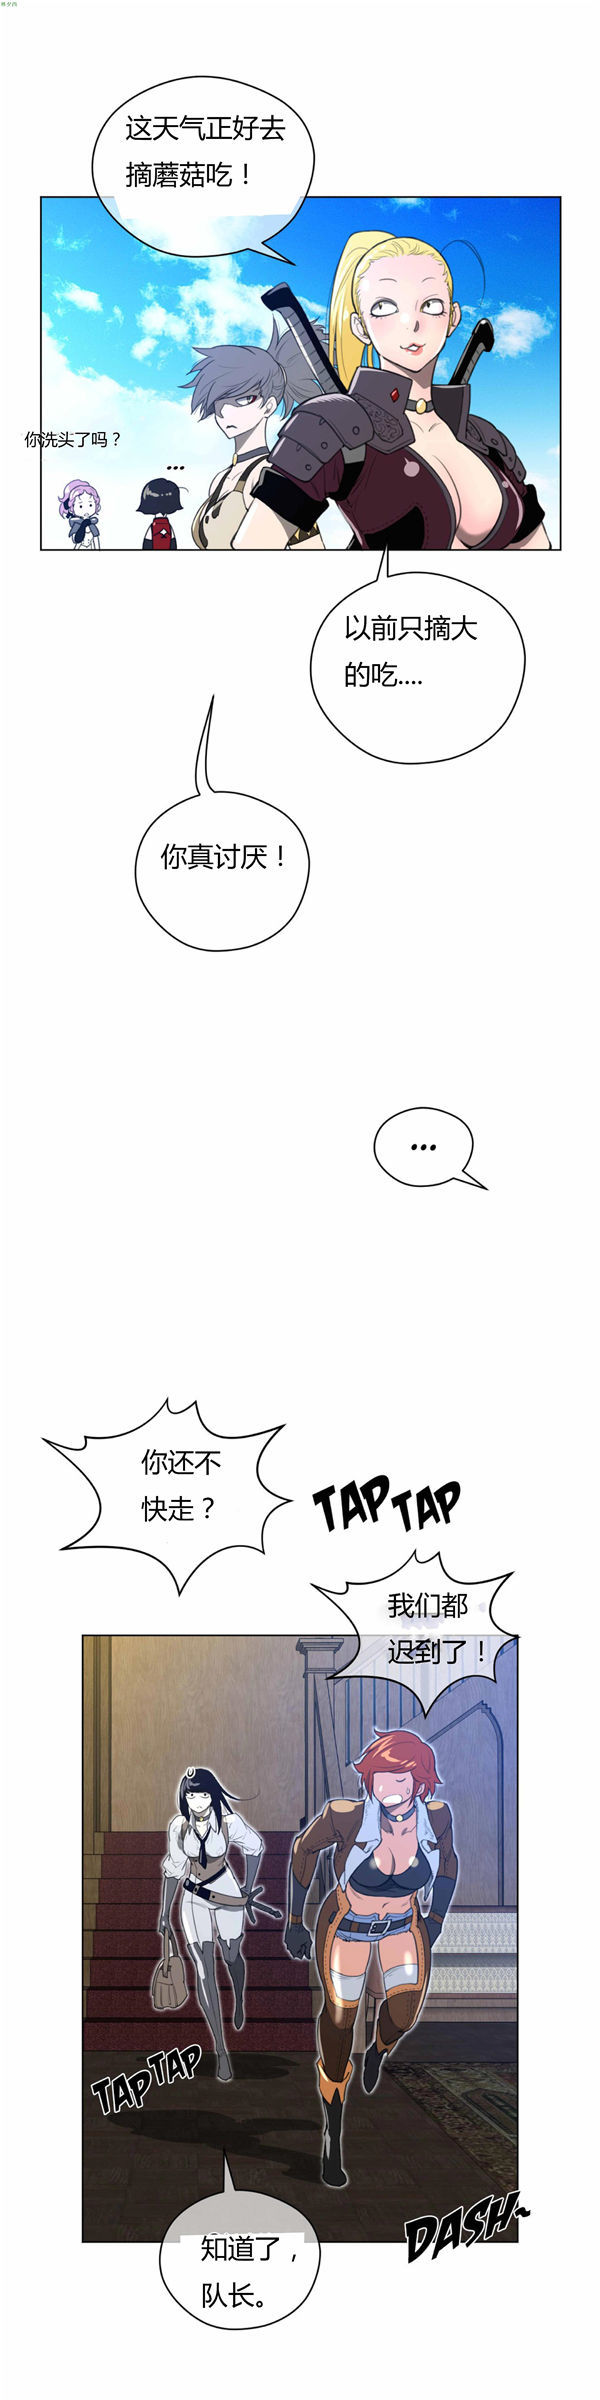 这天气正好去
摘蘑菇吃！
你洗头了吗？
...
以前只摘大
的吃....
你真讨厌！
...
你还不
快走？
TAP TAP
我们都
迟到了！
TAP TAP
DASH~
知道了，
队长。